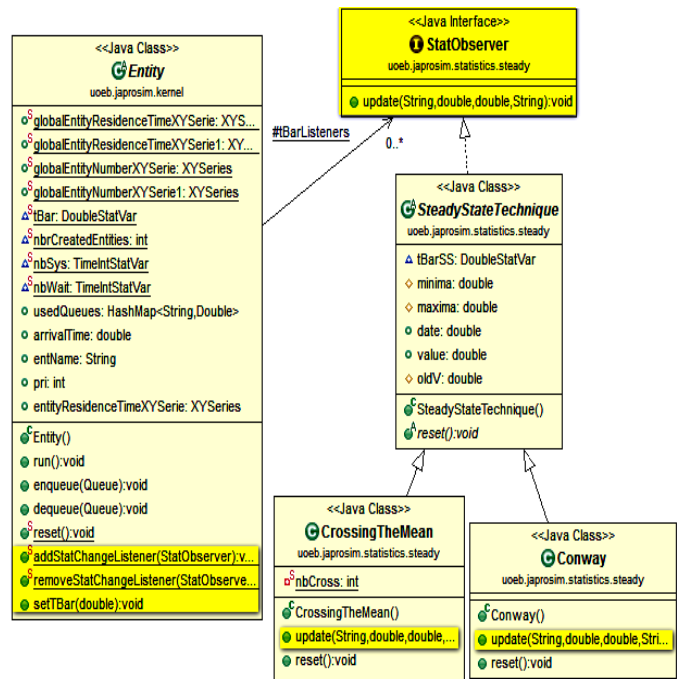 <<Java Class>>
Entity
uoeb.japrosim.kernel
globalEntityResidenceTimeXYSerie: XYS...
globalEntityResidenceTimeXYSerie1: XY...
globalEntityNumberXYSerie: XYSeries
globalEntityNumberXYSerie1: XYSeries
tBar: DoubleStatVar
nbrCreatedEntities: int
nbSys: TimeIntStatVar
nbWait: TimeIntStatVar
usedQueues: HashMap<String,Double>
arrivalTime: double
entName: String
pri: int
entityResidenceTimeXYSerie: XYSeries
Entity()
run():void
enqueue(Queue):void
dequeue(Queue):void
reset():void
addStatChangeListener(StatObserver):v...
removeStatChangeListener(StatObserve...
setTBar(double):void
#tBarListeners
0..*
<<Java Interface>>
StatObserver
uoeb.japrosim.statistics.steady
update(String,double,double,String):void
<<Java Class>>
SteadyStateTechnique
uoeb.japrosim.statistics.steady
tBarSS: DoubleStatVar
minima: double
maxima: double
date: double
value: double
oldV: double
SteadyStateTechnique()
reset():void
<<Java Class>>
CrossingTheMean
uoeb.japrosim.statistics.steady
nbCross: int
CrossingTheMean()
update(String,double,double,...
reset():void
<<Java Class>>
Conway
uoeb.japrosim.statistics.steady
Conway()
update(String,double,double,Stri...
reset():void